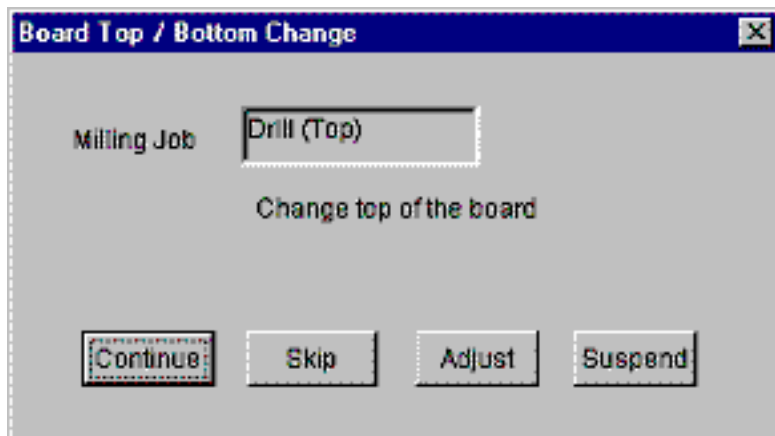 Board Top / Bottom Change
Milling Job
Drill (Top)
Change top of the board
Continue Skip Adjust Suspend